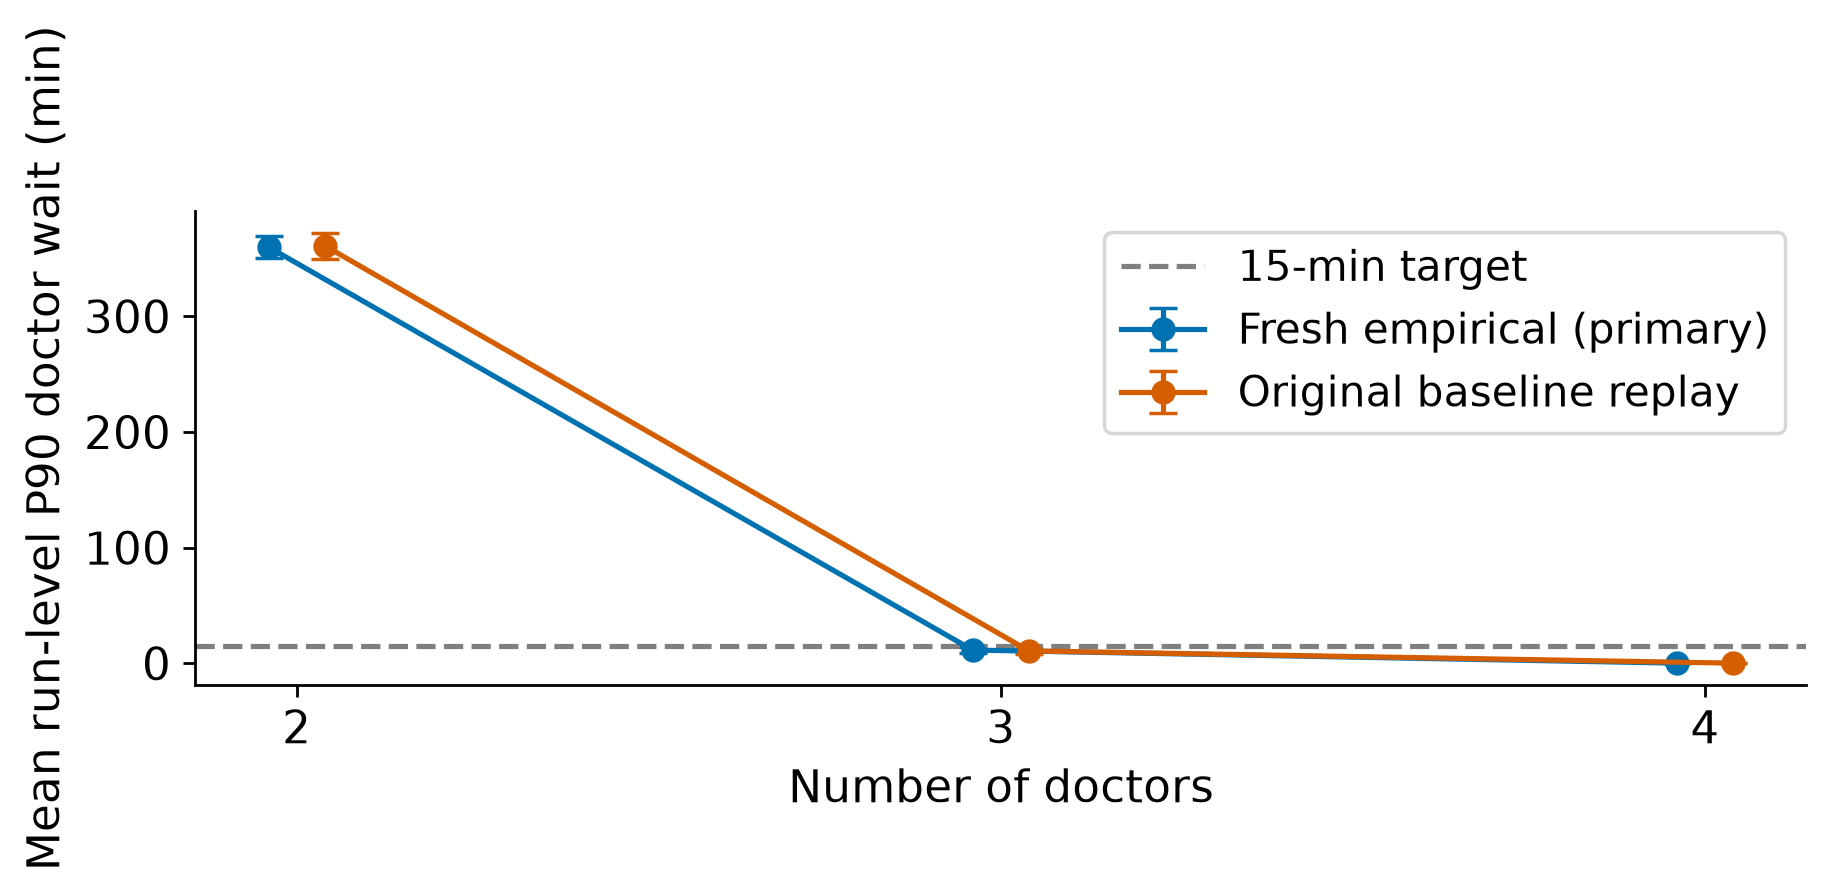 Mean run-level P90 doctor wait (min)
300
200
100
0
15-min target
Fresh empirical (primary)
Original baseline replay
2
3
4
Number of doctors